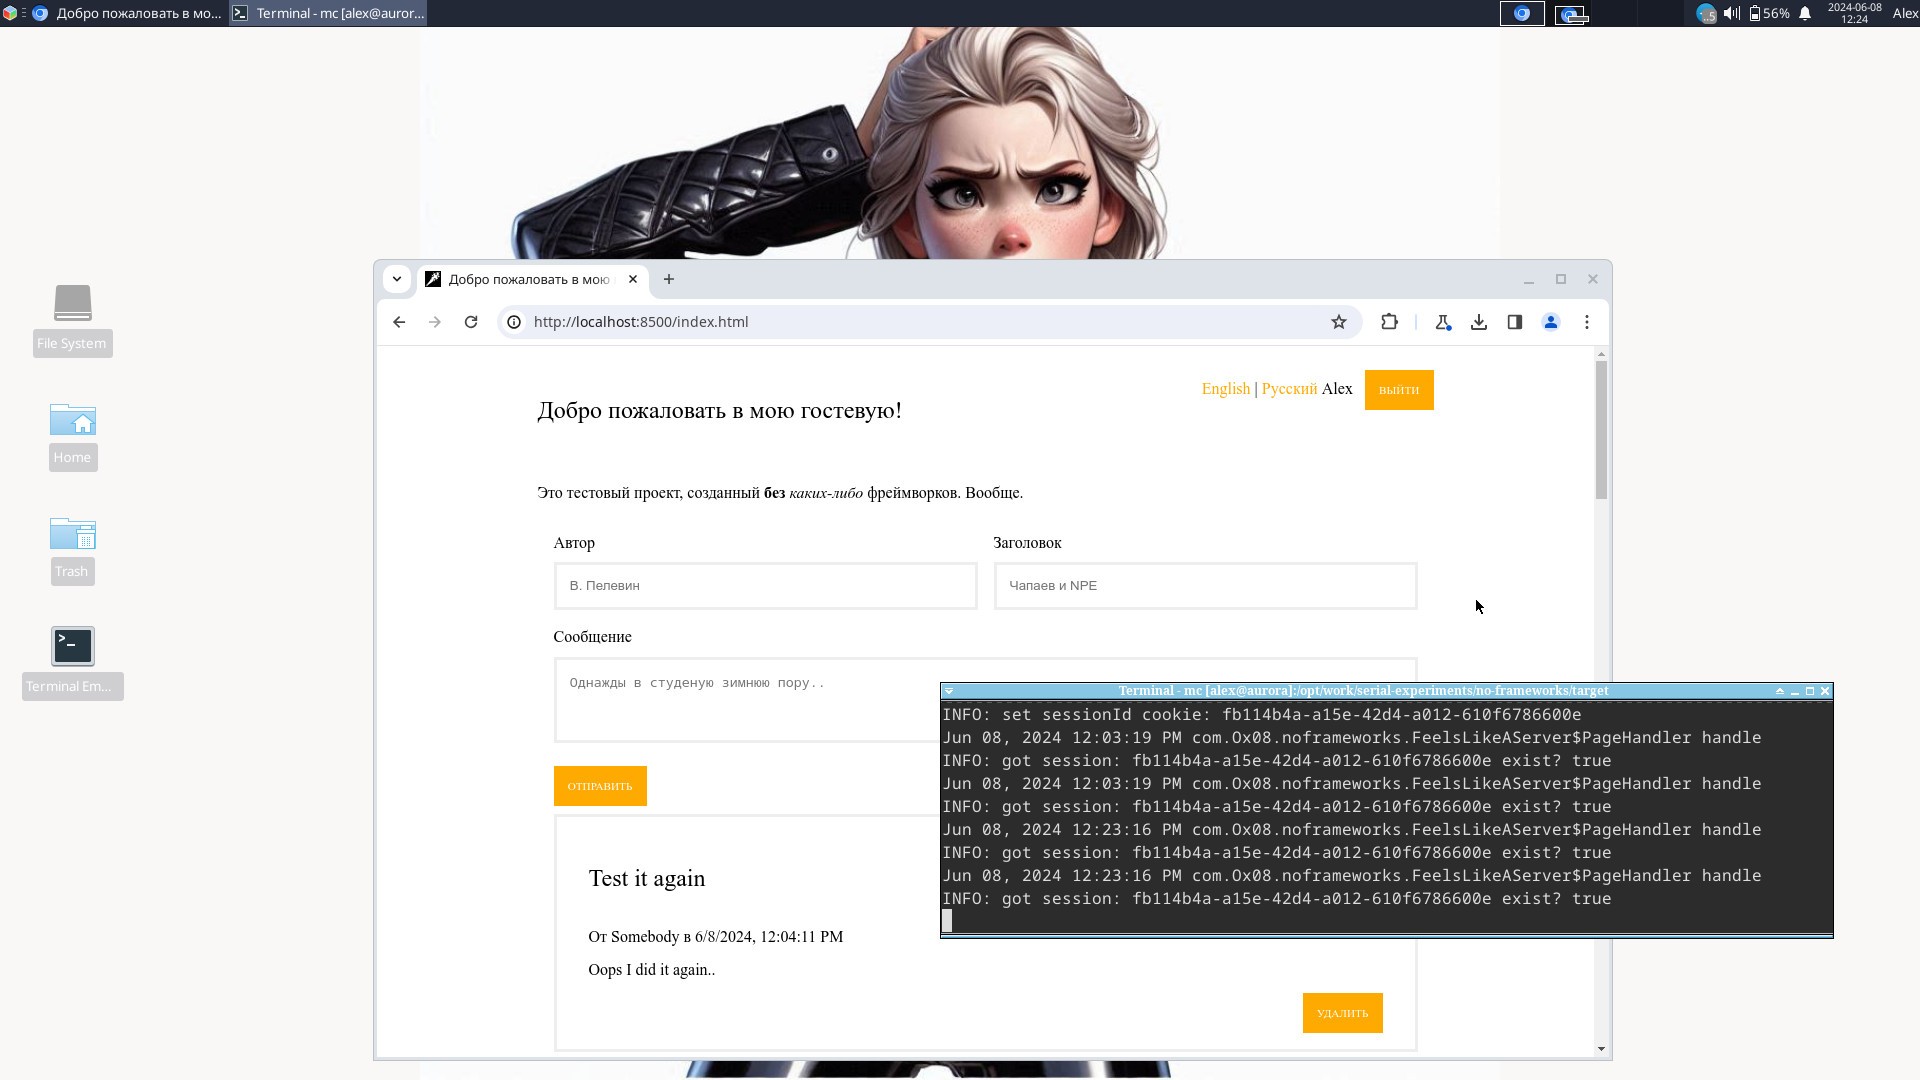 Добро пожаловать в мо...
Terminal - mc [alex@auror...
56%
2024-06-08
12:24
Alex
File System
Home
Trash
Terminal Em...
Добро пожаловать в мою
http://localhost:8500/index.html
English | Русский Alex ВЫЙТИ
Добро пожаловать в мою гостевую!
Это тестовый проект, созданный без каких-либо фреймворков. Вообще.
Автор
Заголовок
В. Пелевин
Чапаев и NPE
Сообщение
Однажды в студеную зимнюю пору..
ОТПРАВИТЬ
Test it again
От Somebody в 6/8/2024, 12:04:11 PM
Oops I did it again..
УДАЛИТЬ
Terminal - mc [alex@aurora]:/opt/work/serial-experiments/no-frameworks/target
INFO: set sessionId cookie: fb114b4a-a15e-42d4-a012-610f6786600e
Jun 08, 2024 12:03:19 PM com.Ox08.noframeworks.FeelsLikeAServer$PageHandler handle
INFO: got session: fb114b4a-a15e-42d4-a012-610f6786600e exist? true
Jun 08, 2024 12:03:19 PM com.Ox08.noframeworks.FeelsLikeAServer$PageHandler handle
INFO: got session: fb114b4a-a15e-42d4-a012-610f6786600e exist? true
Jun 08, 2024 12:23:16 PM com.Ox08.noframeworks.FeelsLikeAServer$PageHandler handle
INFO: got session: fb114b4a-a15e-42d4-a012-610f6786600e exist? true
Jun 08, 2024 12:23:16 PM com.Ox08.noframeworks.FeelsLikeAServer$PageHandler handle
INFO: got session: fb114b4a-a15e-42d4-a012-610f6786600e exist? true